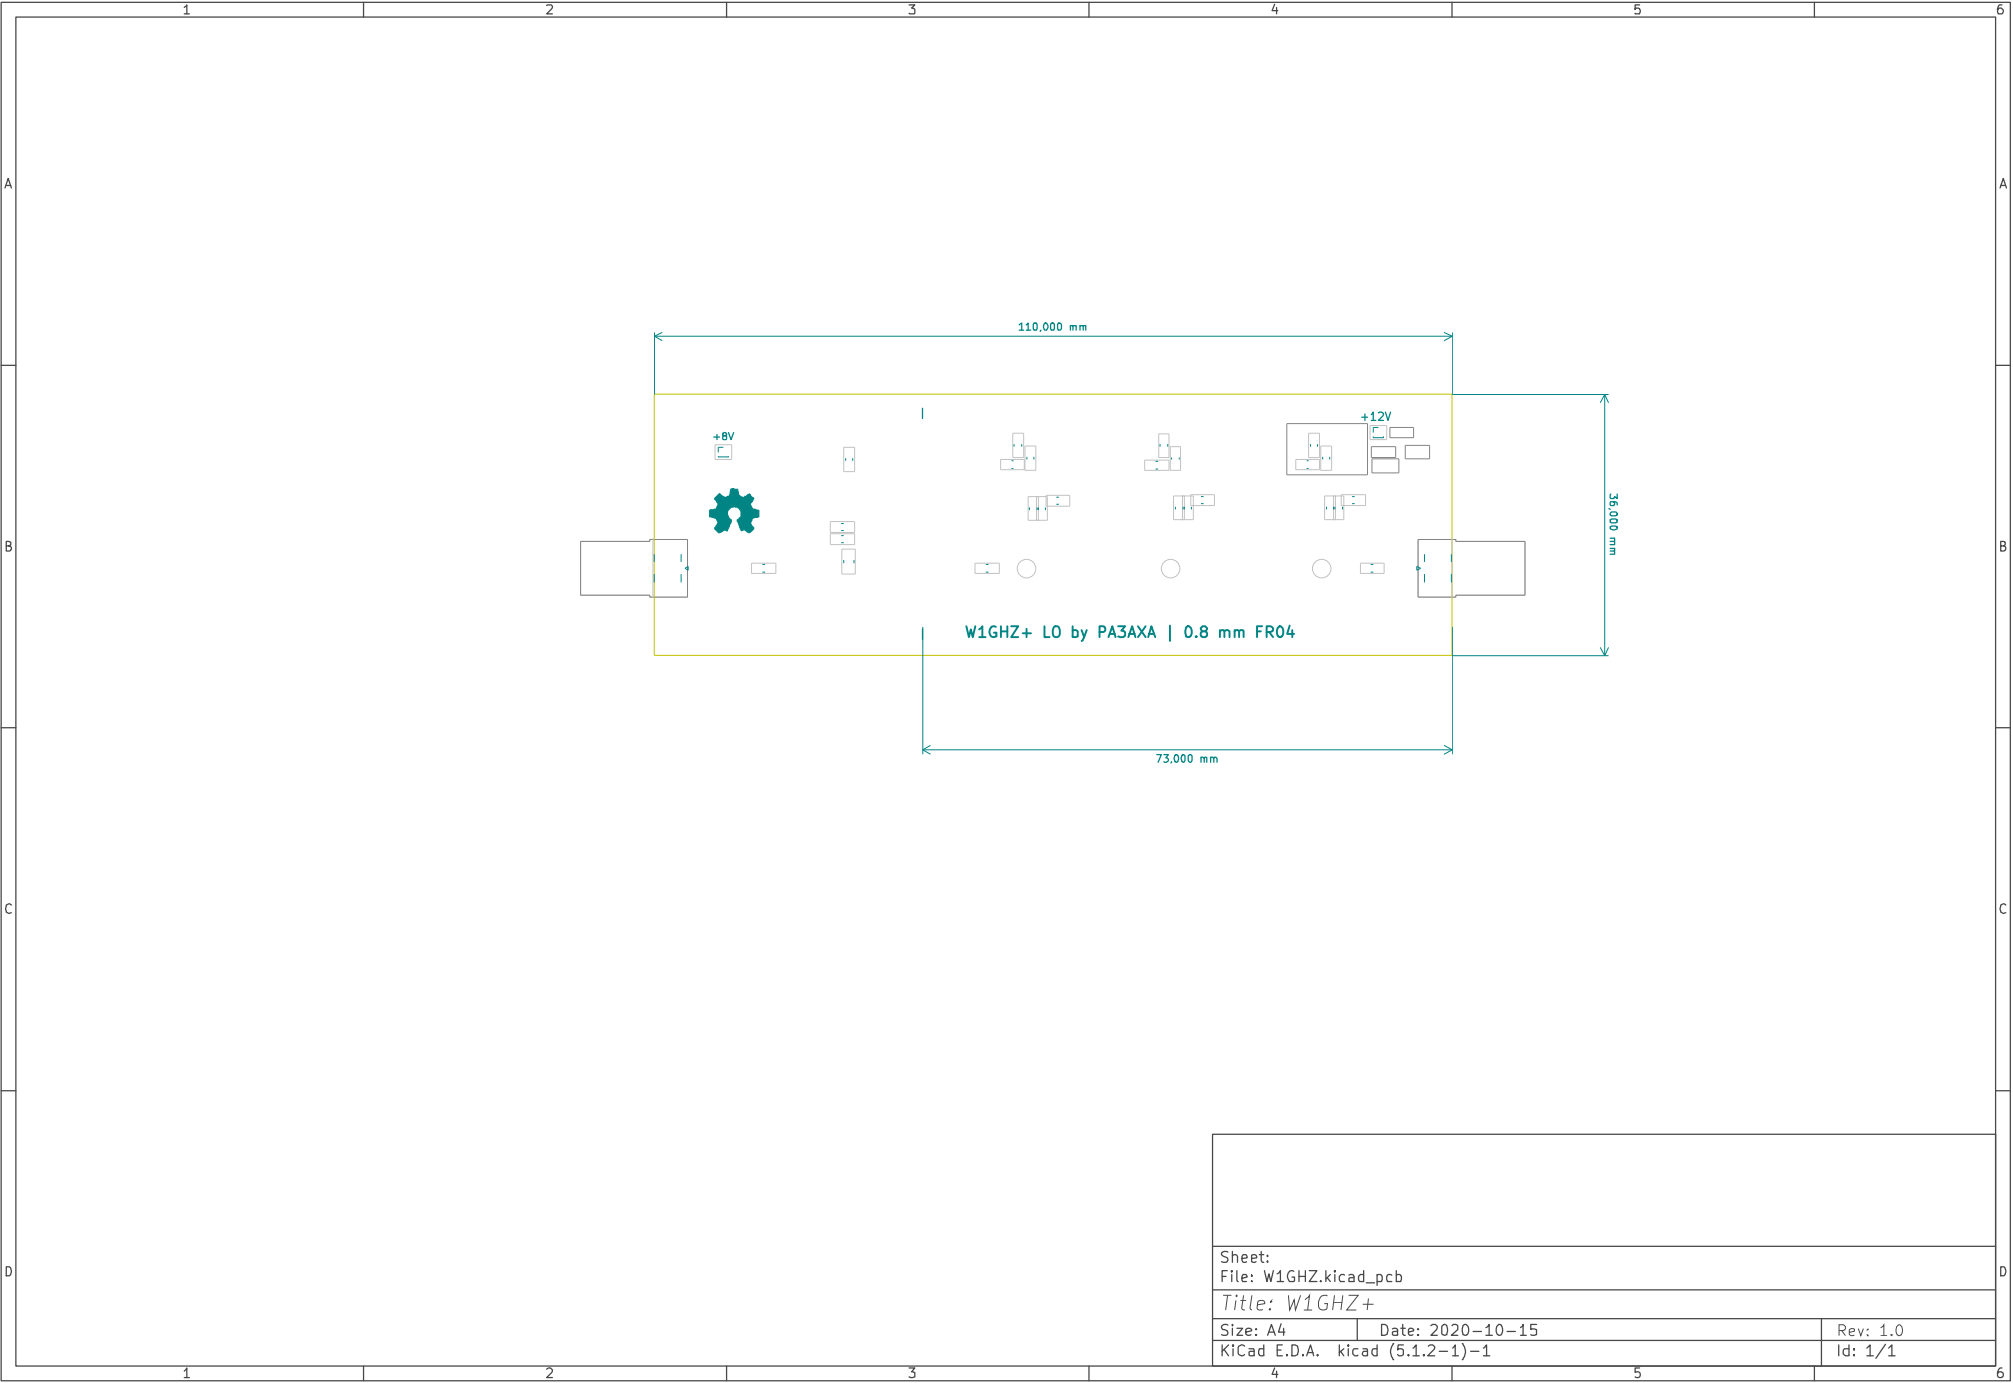 1 2 3 4 5 6
A A
110,000 mm
+12V
+8V
36,000 mm
B B
W1GHZ+ LO by PA3AXA | 0.8 mm FR04
73,000 mm
C C
Sheet:
File: W1GHZ.kicad_pcb
D D
Title: W1GHZ+
Size: A4 Date: 2020-10-15 Rev: 1.0
KiCad E.D.A. kicad (5.1.2-1)-1 Id: 1/1
1 2 3 4 5 6